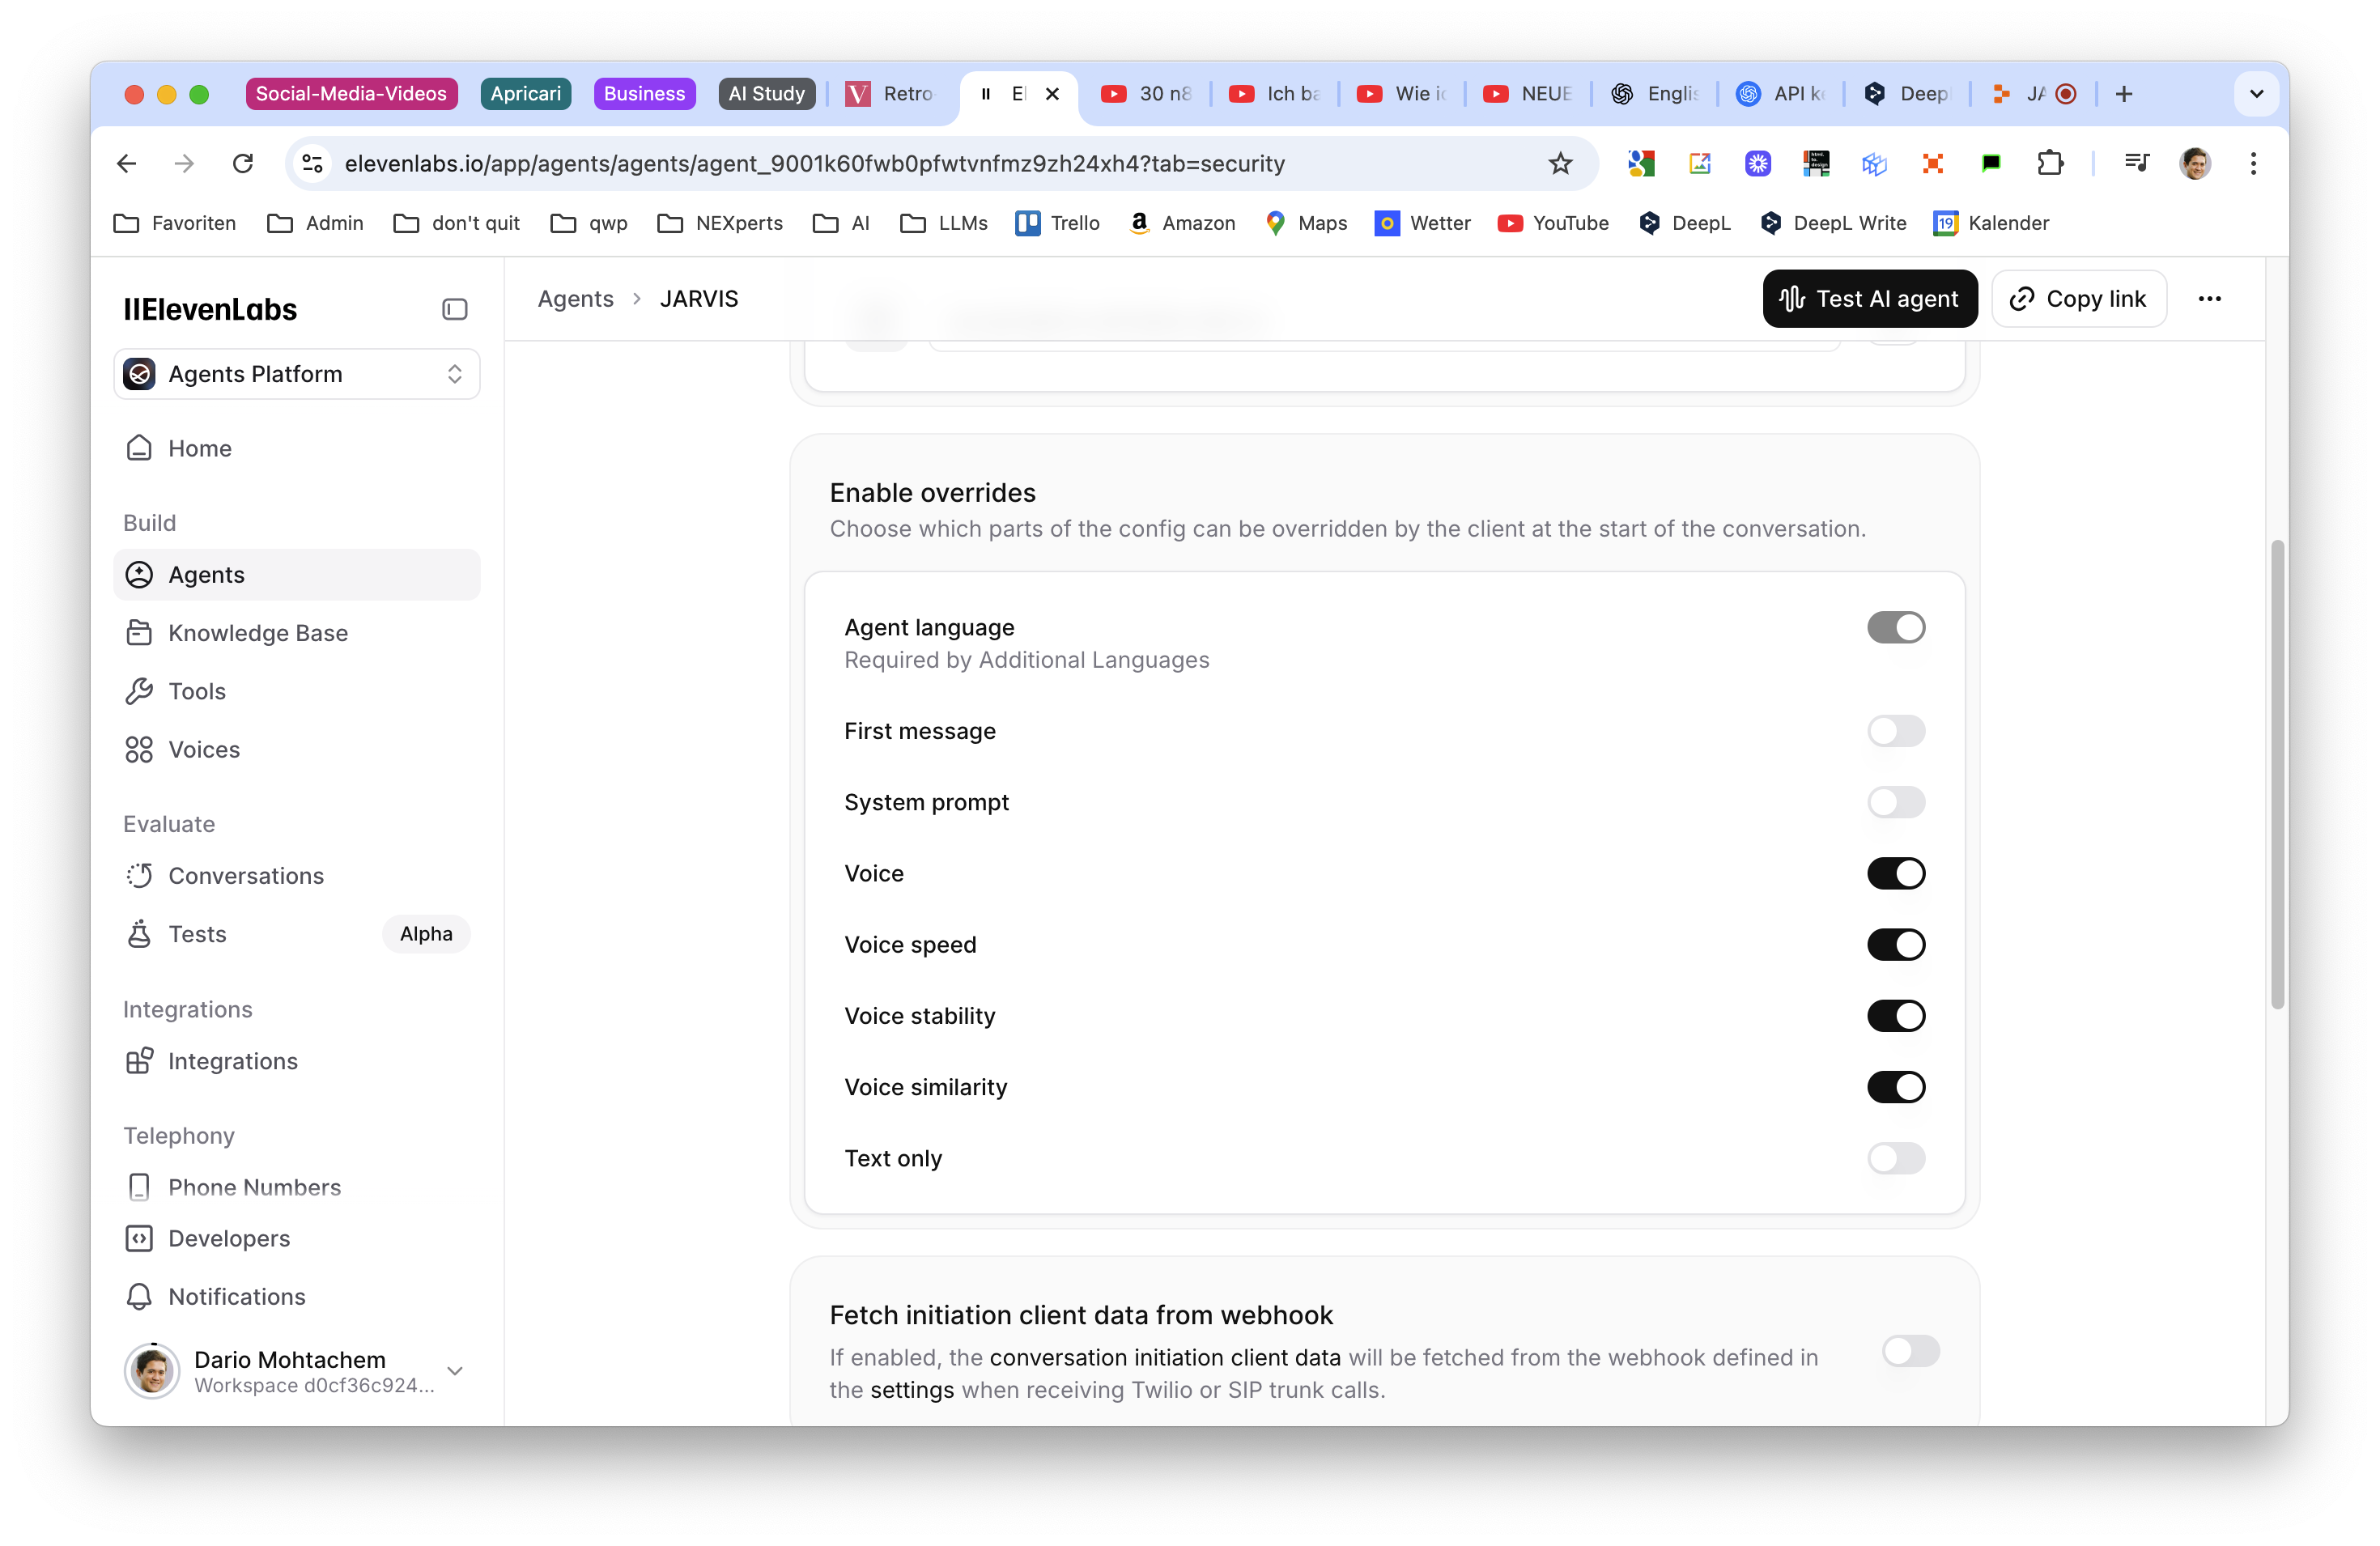 Social-Media-Videos
Apricari
Business
AI Study
Retro
El
30 n8
Ich ba
Wie ic
NEUE
Englis
API ke
Deep
JA
elevenlabs.io/app/agents/agent_9001k60fwb0pfwtvnfmz9zh24xh4?tab=security
Favoriten
Admin
don't quit
qwp
NEXperts
AI
LLMs
Trello
Amazon
Maps
Wetter
YouTube
DeepL
DeepL Write
19
Kalender
IIElevenLabs
Agents Platform
Home
Build
Agents
Knowledge Base
Tools
Voices
Evaluate
Conversations
Tests
Alpha
Integrations
Integrations
Telephony
Phone Numbers
Developers
Notifications
Dario Mohtachem
Workspace d0cf36c924...
Agents > JARVIS
Test AI agent
Copy link
Enable overrides
Choose which parts of the config can be overridden by the client at the start of the conversation.
Agent language
Required by Additional Languages
First message
System prompt
Voice
Voice speed
Voice stability
Voice similarity
Text only
Fetch initiation client data from webhook
If enabled, the conversation initiation client data will be fetched from the webhook defined in
the settings when receiving Twilio or SIP trunk calls.